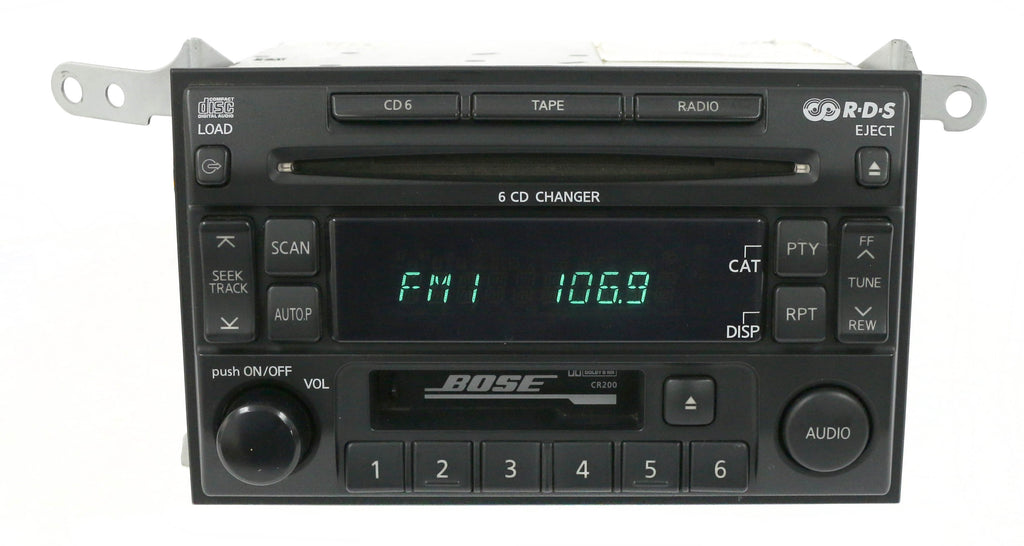 CD 6 TAPE RADIO
COMPACT
disc
DIGITAL AUDIO
R·D·S
LOAD
EJECT
6 CD CHANGER
SEEK
TRACK
SCAN
AUTO.P
FM1 106.9
CAT
DISP
PTY
RPT
FF
TUNE
REW
push ON/OFF
VOL
BOSE
DOLBY B NR
CR200
AUDIO
1 2 3 4 5 6